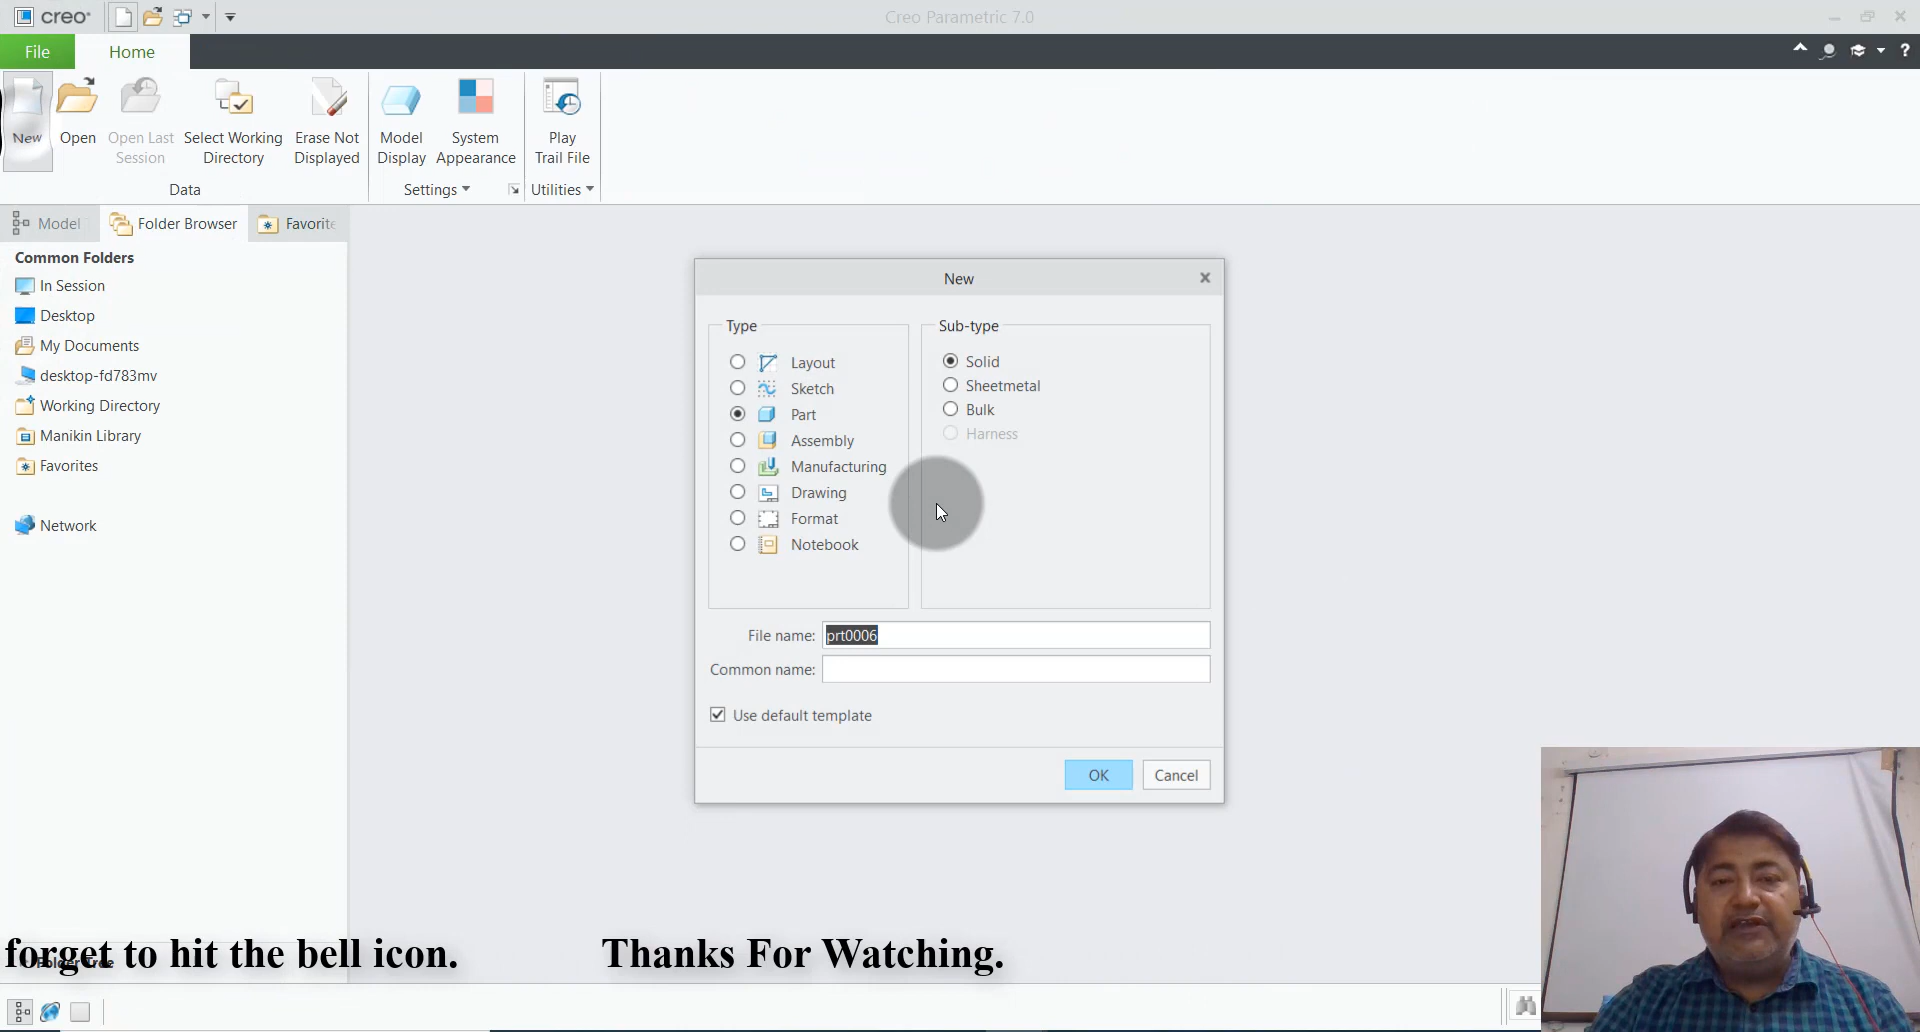 creo
Creo Parametric 7.0
File
Home
?
New
Open
Open Last
Session
Select Working
Directory
Erase Not
Displayed
Model
Display
System
Appearance
Play
Trail File
Data
Settings
Utilities
Model
Folder Browser
Favorite
Common Folders
In Session
Desktop
My Documents
desktop-fd783mv
Working Directory
Manikin Library
Favorites
Network
New
Type
Layout
Sketch
Part
Assembly
Manufacturing
Drawing
Format
Notebook
Sub-type
Solid
Sheetmetal
Bulk
Harness
File name:
prt0006
Common name:
Use default template
OK
Cancel
forget to hit the bell icon.
Thanks For Watching.
Folder Tree